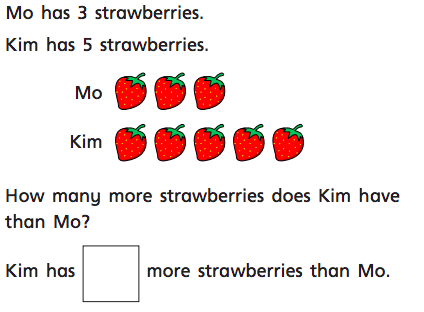 Mo has 3 strawberries.
Kim has 5 strawberries.
Mo
Kim
How many more strawberries does Kim have
than Mo?
Kim has more strawberries than Mo.